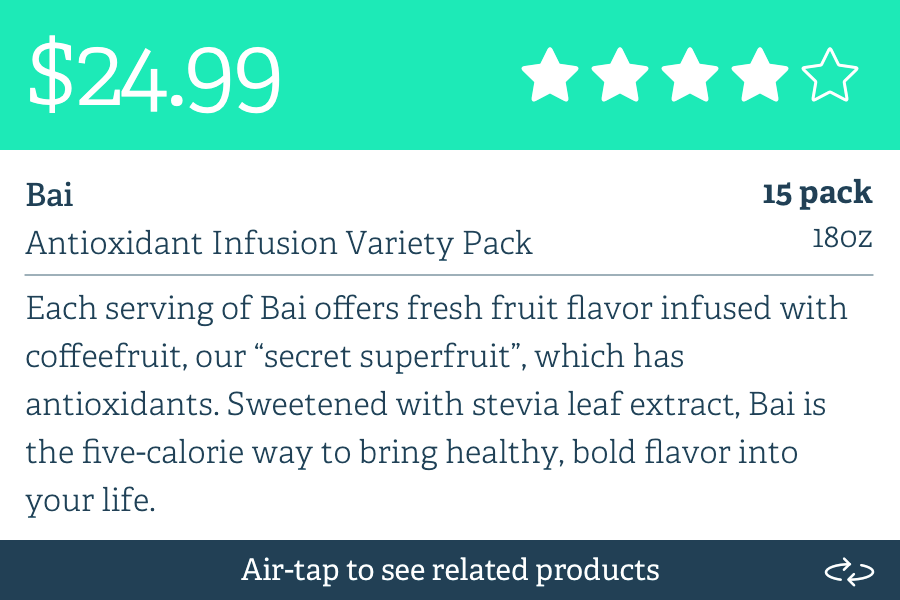 $24.99
Bai
15 pack
Antioxidant Infusion Variety Pack
18oz
Each serving of Bai offers fresh fruit flavor infused with
coffeefruit, our “secret superfruit”, which has
antioxidants. Sweetened with stevia leaf extract, Bai is
the five-calorie way to bring healthy, bold flavor into
your life.
Air-tap to see related products